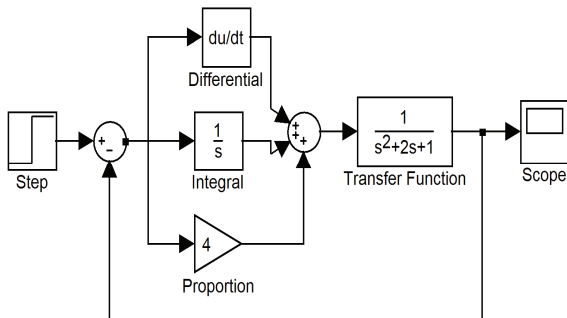 du/dt
Differential
+
−
+
+
+
1
s
Integral
1
s²+2s+1
Step
Transfer Function
Scope
4
Proportion